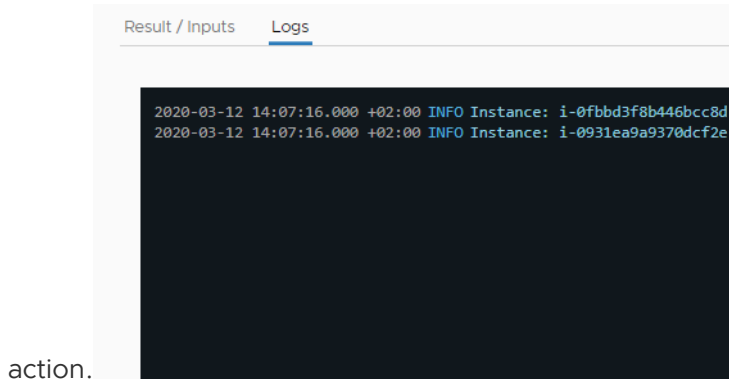 Result / Inputs Logs
2020-03-12 14:07:16.000 +02:00 INFO Instance: i-0fbbd3f8b446bcc8d
2020-03-12 14:07:16.000 +02:00 INFO Instance: i-0931ea9a9370dcf2e
action.